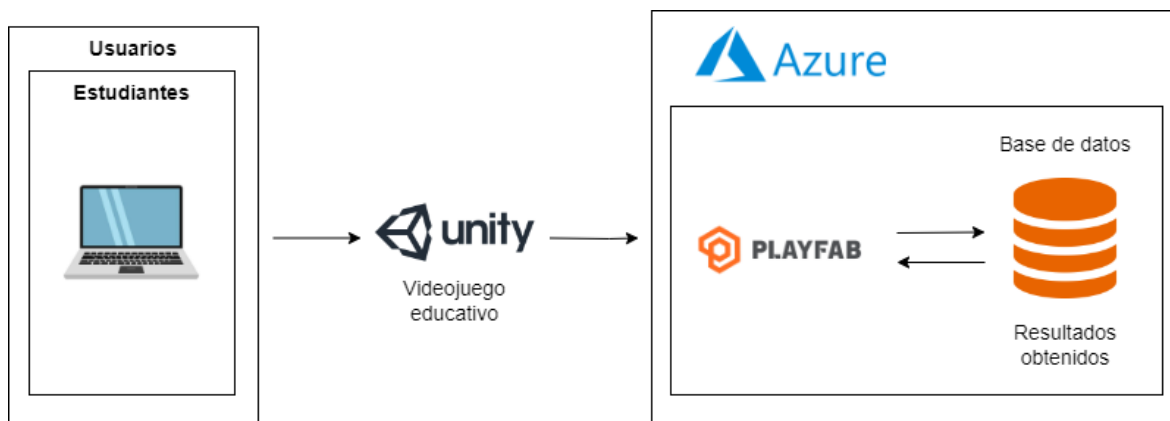 Usuarios
Estudiantes
unity
Videojuego
educativo
Azure
PLAYFAB
Base de datos
Resultados
obtenidos